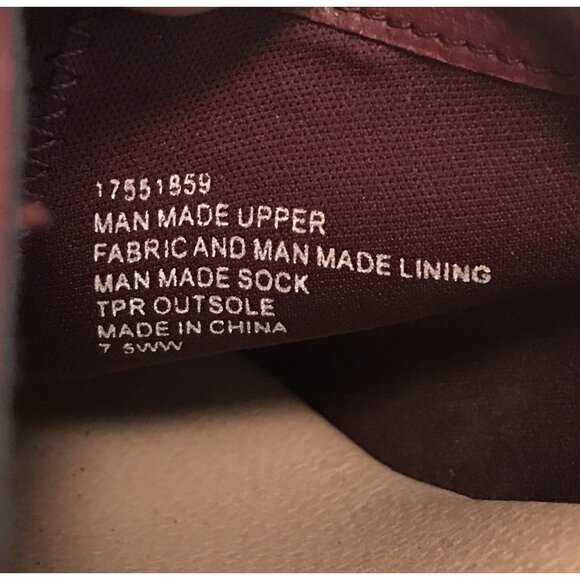 17551859
MAN MADE UPPER
FABRIC AND MAN MADE LINING
MAN MADE SOCK
TPR OUTSOLE
MADE IN CHINA
7.5WW